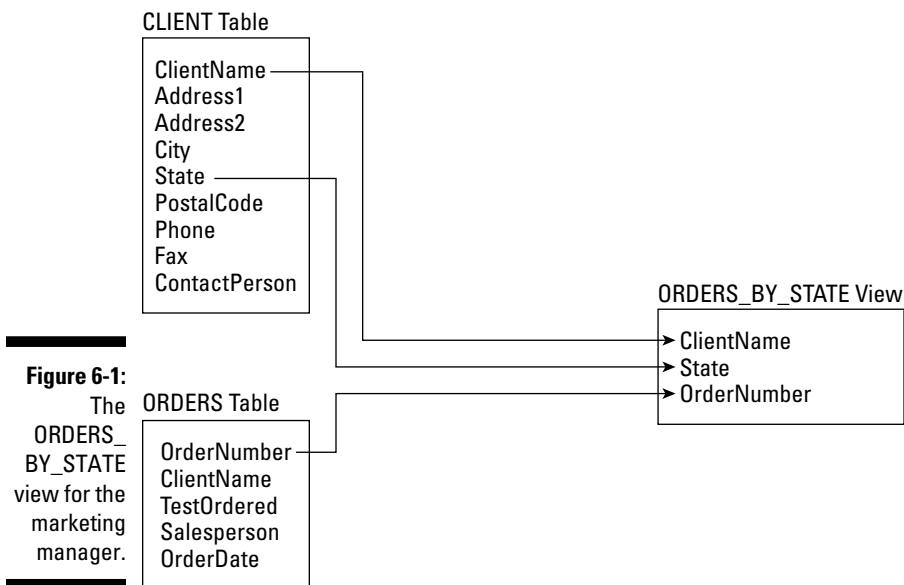 CLIENT Table
ClientName
Address1
Address2
City
State
PostalCode
Phone
Fax
ContactPerson
ORDERS_BY_STATE View
ClientName
State
OrderNumber
Figure 6-1:
The
ORDERS_
BY_STATE
view for the
marketing
manager.
ORDERS Table
OrderNumber
ClientName
TestOrdered
Salesperson
OrderDate